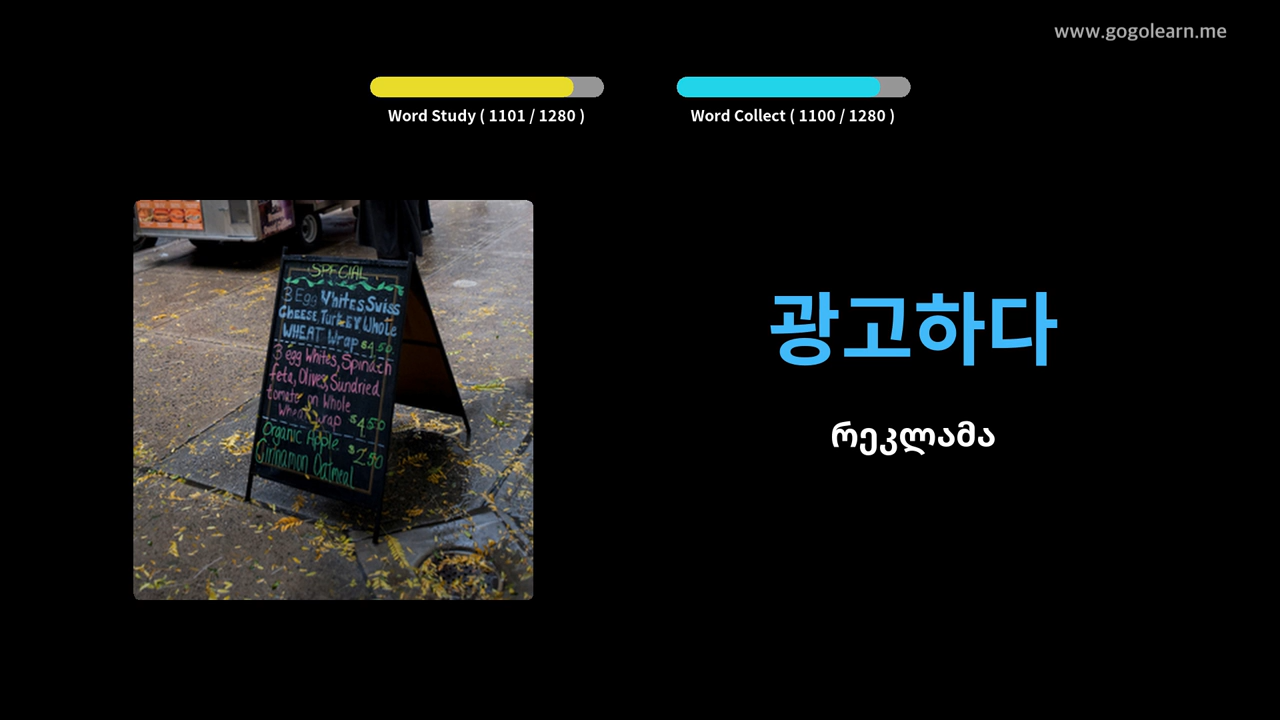 www.gogolearn.me
Word Study ( 1101 / 1280 )
Word Collect ( 1100 / 1280 )
SPECIAL
3 Egg Whites Swiss
Cheese, Turkey Whole
WHEAT Wrap $4.50
3 egg Whites, Spinach
feta, Olives, Sundried
tomato on Whole
Wheat wrap $4.50
Organic Apple
Cinnamon Oatmeal $2.50
광고하다
რეკლამა